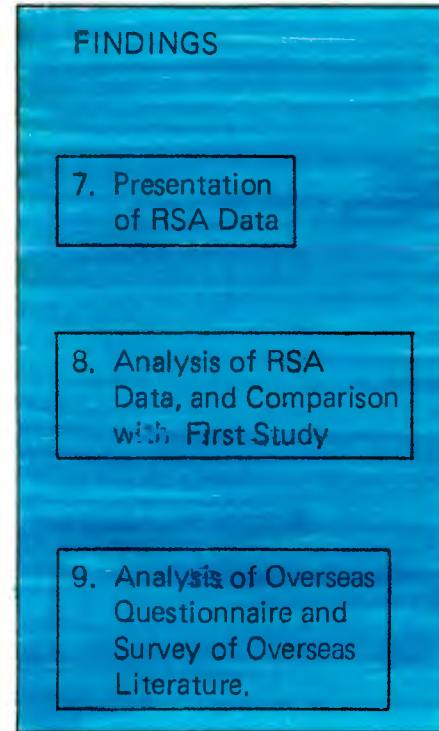 FINDINGS
7. Presentation
of RSA Data
8. Analysis of RSA
Data, and Comparison
with First Study
9. Analysis of Overseas
Questionnaire and
Survey of Overseas
Literature.